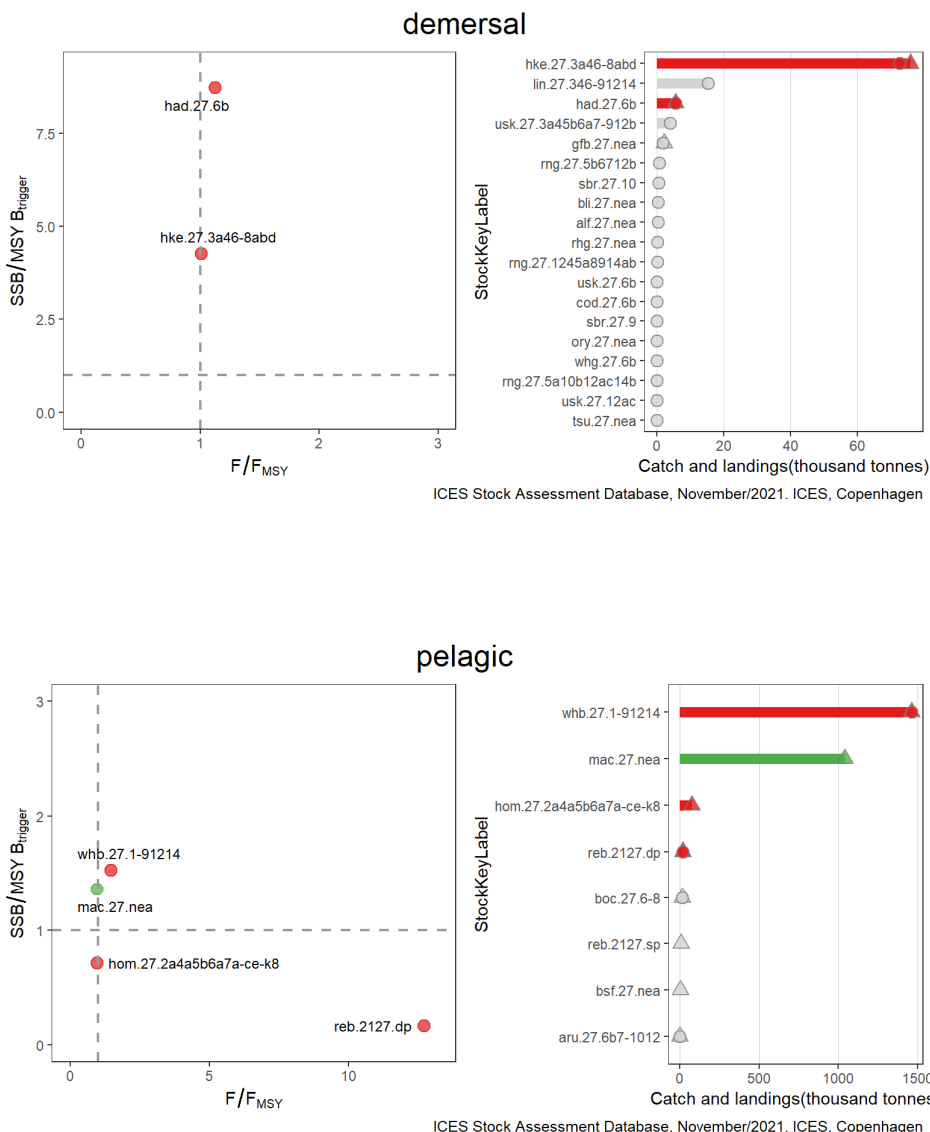 demersal
7.5
5.0
2.5
0.0
SSB/MSY Btrigger
had.27.6b
hke.27.3a46-8abd
0 1 2 3
F/FMSY
StockKeyLabel
hke.27.3a46-8abd
lin.27.346-91214
had.27.6b
usk.27.3a45b6a7-912b
gfb.27.nea
rng.27.5b6712b
sbr.27.10
bli.27.nea
alf.27.nea
rhg.27.nea
rng.27.1245a8914ab
usk.27.6b
cod.27.6b
sbr.27.9
ory.27.nea
whg.27.6b
rng.27.5a10b12ac14b
usk.27.12ac
tsu.27.nea
0 20 40 60
Catch and landings(thousand tonnes)
ICES Stock Assessment Database, November/2021. ICES, Copenhagen
pelagic
3
2
1
0
SSB/MSY Btrigger
whb.27.1-91214
mac.27.nea
hom.27.2a4a5b6a7a-ce-k8
reb.2127.dp
0 5 10
F/FMSY
StockKeyLabel
whb.27.1-91214
mac.27.nea
hom.27.2a4a5b6a7a-ce-k8
reb.2127.dp
boc.27.6-8
reb.2127.sp
bsf.27.nea
aru.27.6b7-1012
0 500 1000 1500
Catch and landings(thousand tonnes
ICES Stock Assessment Database, November/2021. ICES, Copenhagen